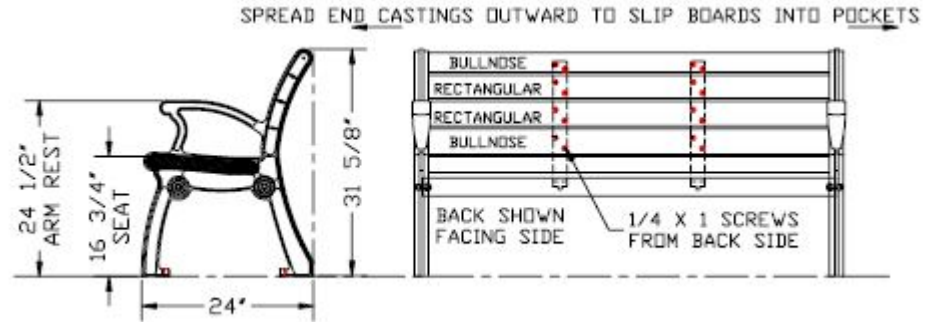 SPREAD END CASTINGS OUTWARD TO SLIP BOARDS INTO POCKETS
BULLNOSE
RECTANGULAR
RECTANGULAR
BULLNOSE
24 1/2"
ARM REST
16 3/4"
SEAT
31 5/8"
24"
BACK SHOWN
FACING SIDE
1/4 X 1 SCREWS
FROM BACK SIDE